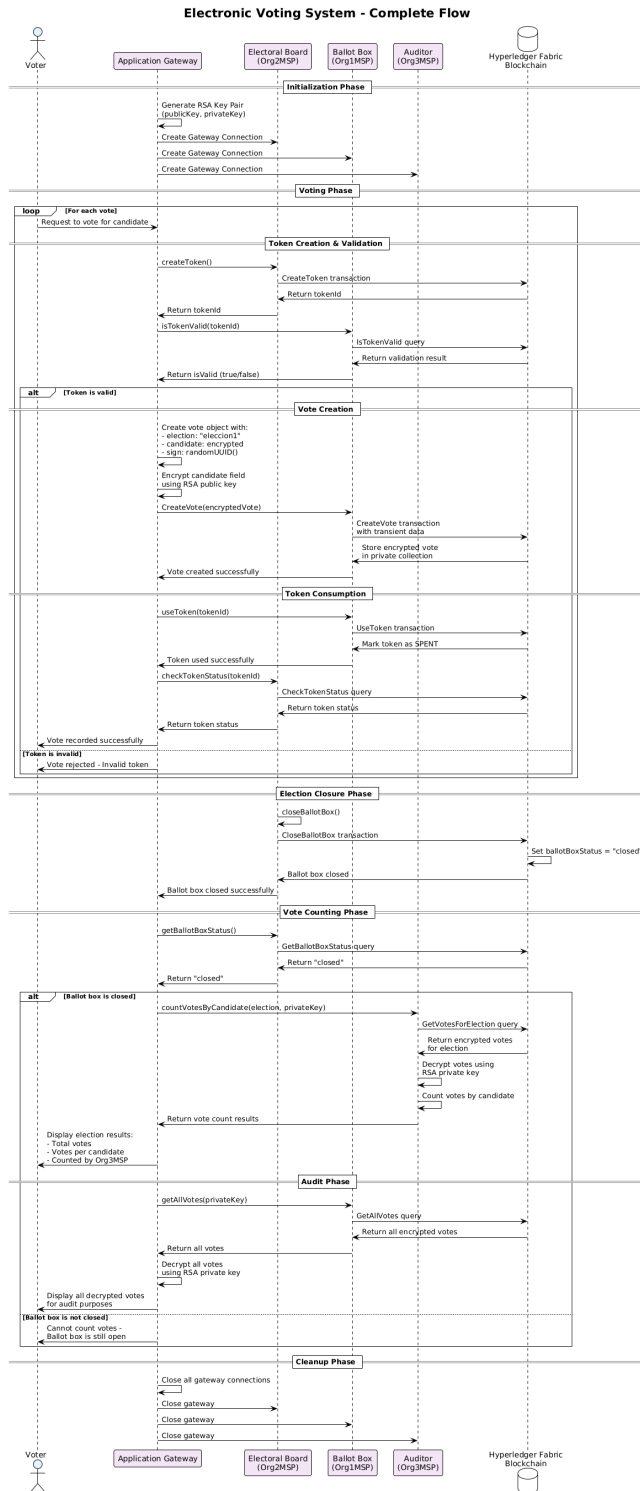 Electronic Voting System - Complete Flow
Voter
Application Gateway
Electoral Board
(Org2MSP)
Ballot Box
(Org1MSP)
Auditor
(Org3MSP)
Hyperledger Fabric
Blockchain
Initialization Phase
Generate RSA Key Pair
(publicKey, privateKey)
Create Gateway Connection
Create Gateway Connection
Create Gateway Connection
Voting Phase
loop
[For each vote]
Request to vote for candidate
Token Creation & Validation
createToken()
CreateToken transaction
Return tokenId
Return tokenId
isTokenValid(tokenId)
IsTokenValid query
Return validation result
Return isValid (true/false)
alt
[Token is valid]
Vote Creation
Create vote object with:
- election: "eleccion1"
- candidate: encrypted
- sign: randomUUID()
Encrypt candidate field
using RSA public key
CreateVote(encryptedVote)
CreateVote transaction
with transient data
Store encrypted vote
in private collection
Vote created successfully
Token Consumption
useToken(tokenId)
UseToken transaction
Mark token as SPENT
Token used successfully
checkTokenStatus(tokenId)
CheckTokenStatus query
Return token status
Return token status
Vote recorded successfully
[Token is invalid]
Vote rejected - Invalid token
Election Closure Phase
closeBallotBox()
CloseBallotBox transaction
Set ballotBoxStatus = "closed"
Ballot box closed
Ballot box closed successfully
Vote Counting Phase
getBallotBoxStatus()
GetBallotBoxStatus query
Return "closed"
Return "closed"
alt
[Ballot box is closed]
countVotesByCandidate(election, privateKey)
GetVotesForElection query
Return encrypted votes
for election
Decrypt votes using
RSA private key
Count votes by candidate
Return vote count results
Display election results:
- Total votes
- Votes per candidate
- Counted by Org3MSP
Audit Phase
getAllVotes(privateKey)
GetAllVotes query
Return all encrypted votes
Return all votes
Decrypt all votes
using RSA private key
Display all decrypted votes
for audit purposes
[Ballot box is not closed]
Cannot count votes -
Ballot box is still open
Cleanup Phase
Close all gateway connections
Close gateway
Close gateway
Close gateway
Voter
Application Gateway
Electoral Board
(Org2MSP)
Ballot Box
(Org1MSP)
Auditor
(Org3MSP)
Hyperledger Fabric
Blockchain